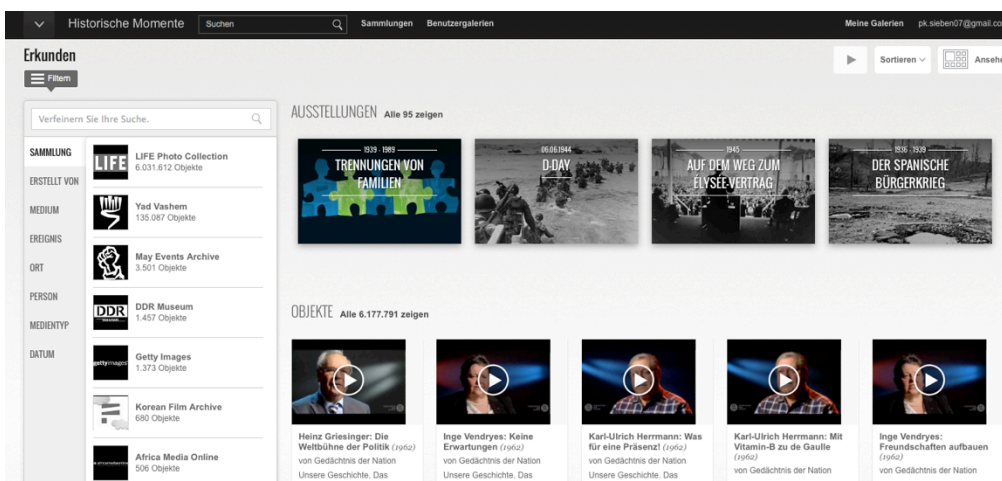 Historische Momente
Suchen
Sammlungen
Benutzergalerien
Meine Galerien
pk.sieben07@gmail.co
Erkunden
Filtern
Sortieren
Ansehe
Verfeinern Sie Ihre Suche.
SAMMLUNG
ERSTELLT VON
MEDIUM
EREIGNIS
ORT
PERSON
MEDIENTYP
DATUM
LIFE
LIFE Photo Collection
6.031.612 Objekte
Yad Vashem
135.087 Objekte
May Events Archive
3.501 Objekte
DDR
DDR Museum
1.457 Objekte
gettyimages
Getty Images
1.373 Objekte
Korean Film Archive
680 Objekte
Africa Media Online
506 Objekte
AUSSTELLUNGEN Alle 95 zeigen
1939 - 1989
TRENNUNGEN VON
FAMILIEN
06.06.1944
D-DAY
1945
AUF DEM WEG ZUM
ÉLYSÉE-VERTRAG
1936 - 1939
DER SPANISCHE
BÜRGERKRIEG
OBJEKTE Alle 6.177.791 zeigen
Heinz Griesinger: Die
Weltbühne der Politik (1962)
von Gedächtnis der Nation
Unsere Geschichte. Das
Inge Vendryes: Keine
Erwartungen (1962)
von Gedächtnis der Nation
Unsere Geschichte. Das
Karl-Ulrich Herrmann: Was
für eine Präsenz! (1962)
von Gedächtnis der Nation
Unsere Geschichte. Das
Karl-Ulrich Herrmann: Mit
Vitamin-B zu de Gaulle
(1962)
von Gedächtnis der Nation
Inge Vendryes:
Freundschaften aufbauen
(1962)
von Gedächtnis der Nation